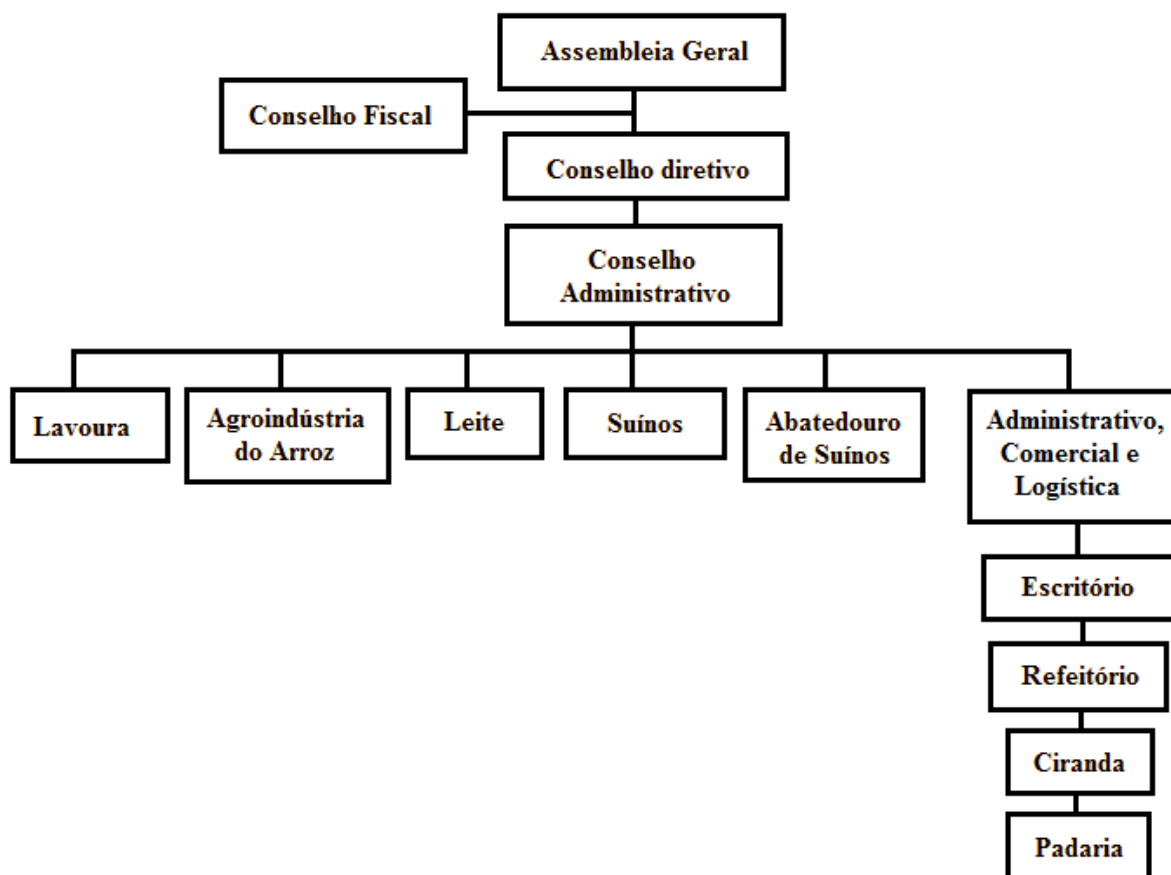 Assembleia Geral
Conselho Fiscal
Conselho diretivo
Conselho
Administrativo
Lavoura
Agroindústria
do Arroz
Leite
Suínos
Abatedouro
de Suínos
Administrativo,
Comercial e
Logística
Escritório
Refeitório
Ciranda
Padaria